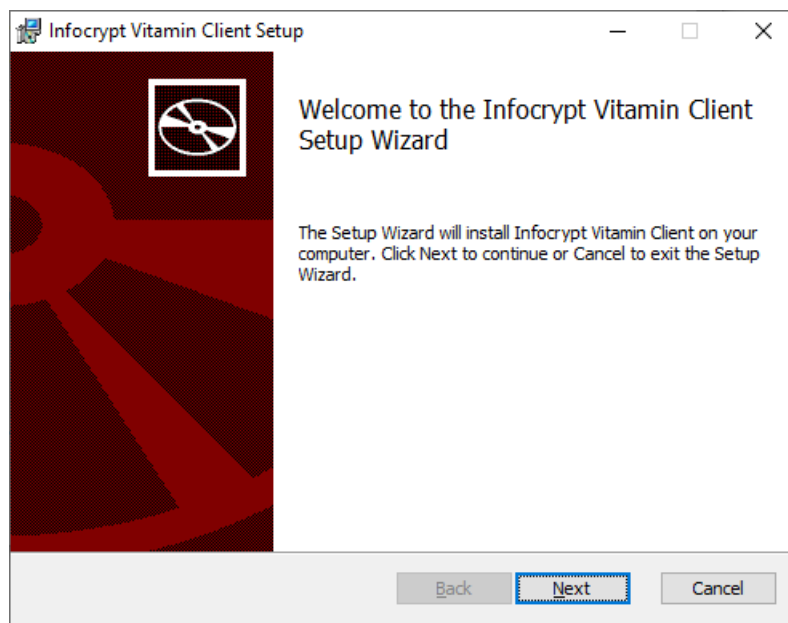 Infocrypt Vitamin Client Setup
Welcome to the Infocrypt Vitamin Client
Setup Wizard
The Setup Wizard will install Infocrypt Vitamin Client on your
computer. Click Next to continue or Cancel to exit the Setup
Wizard.
Back Next Cancel